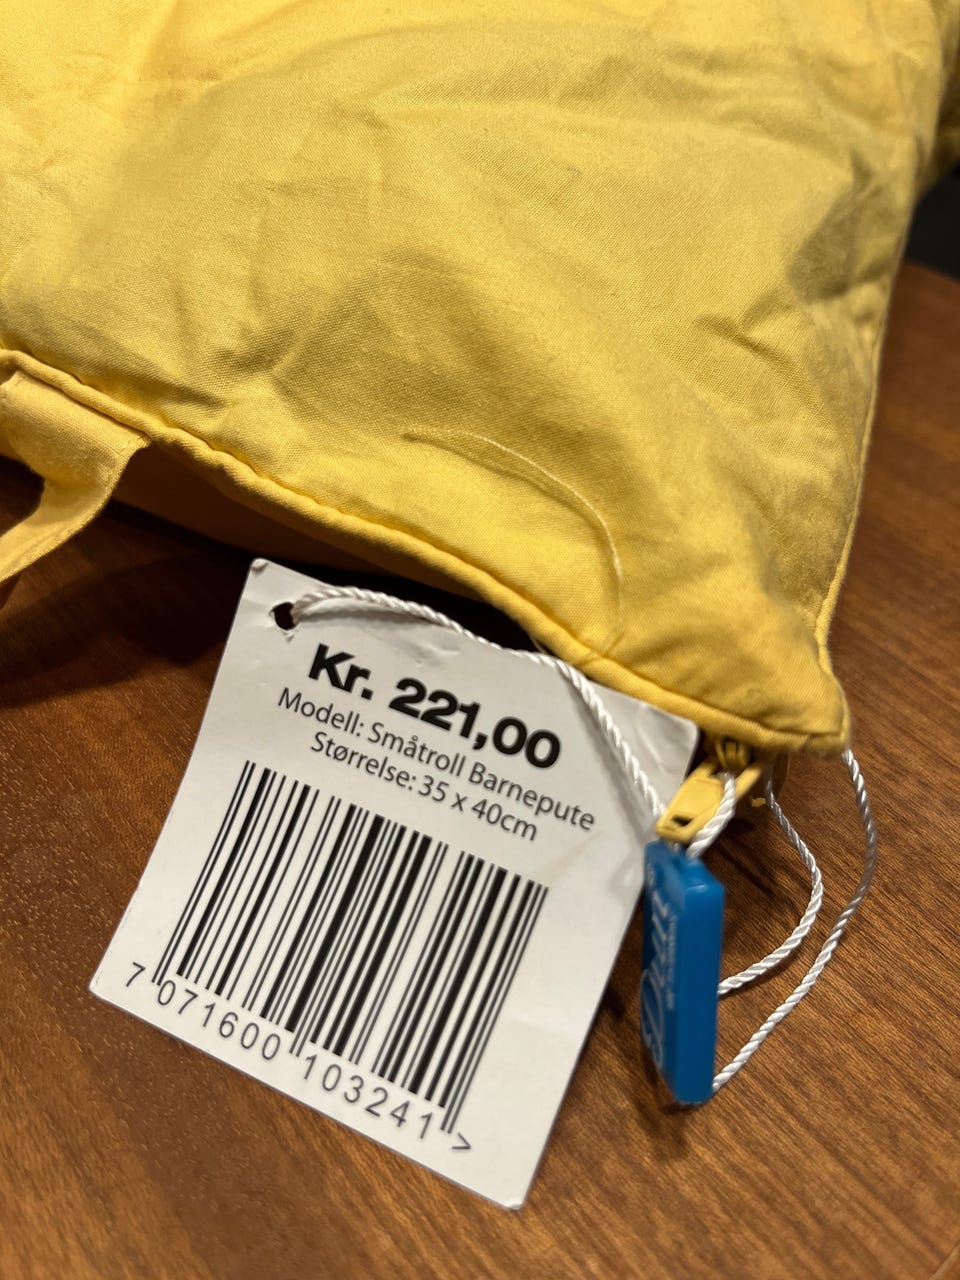 Kr. 221,00
Modell: Småtroll Barnepute
Størrelse: 35 x 40cm
7 071600 103241 >